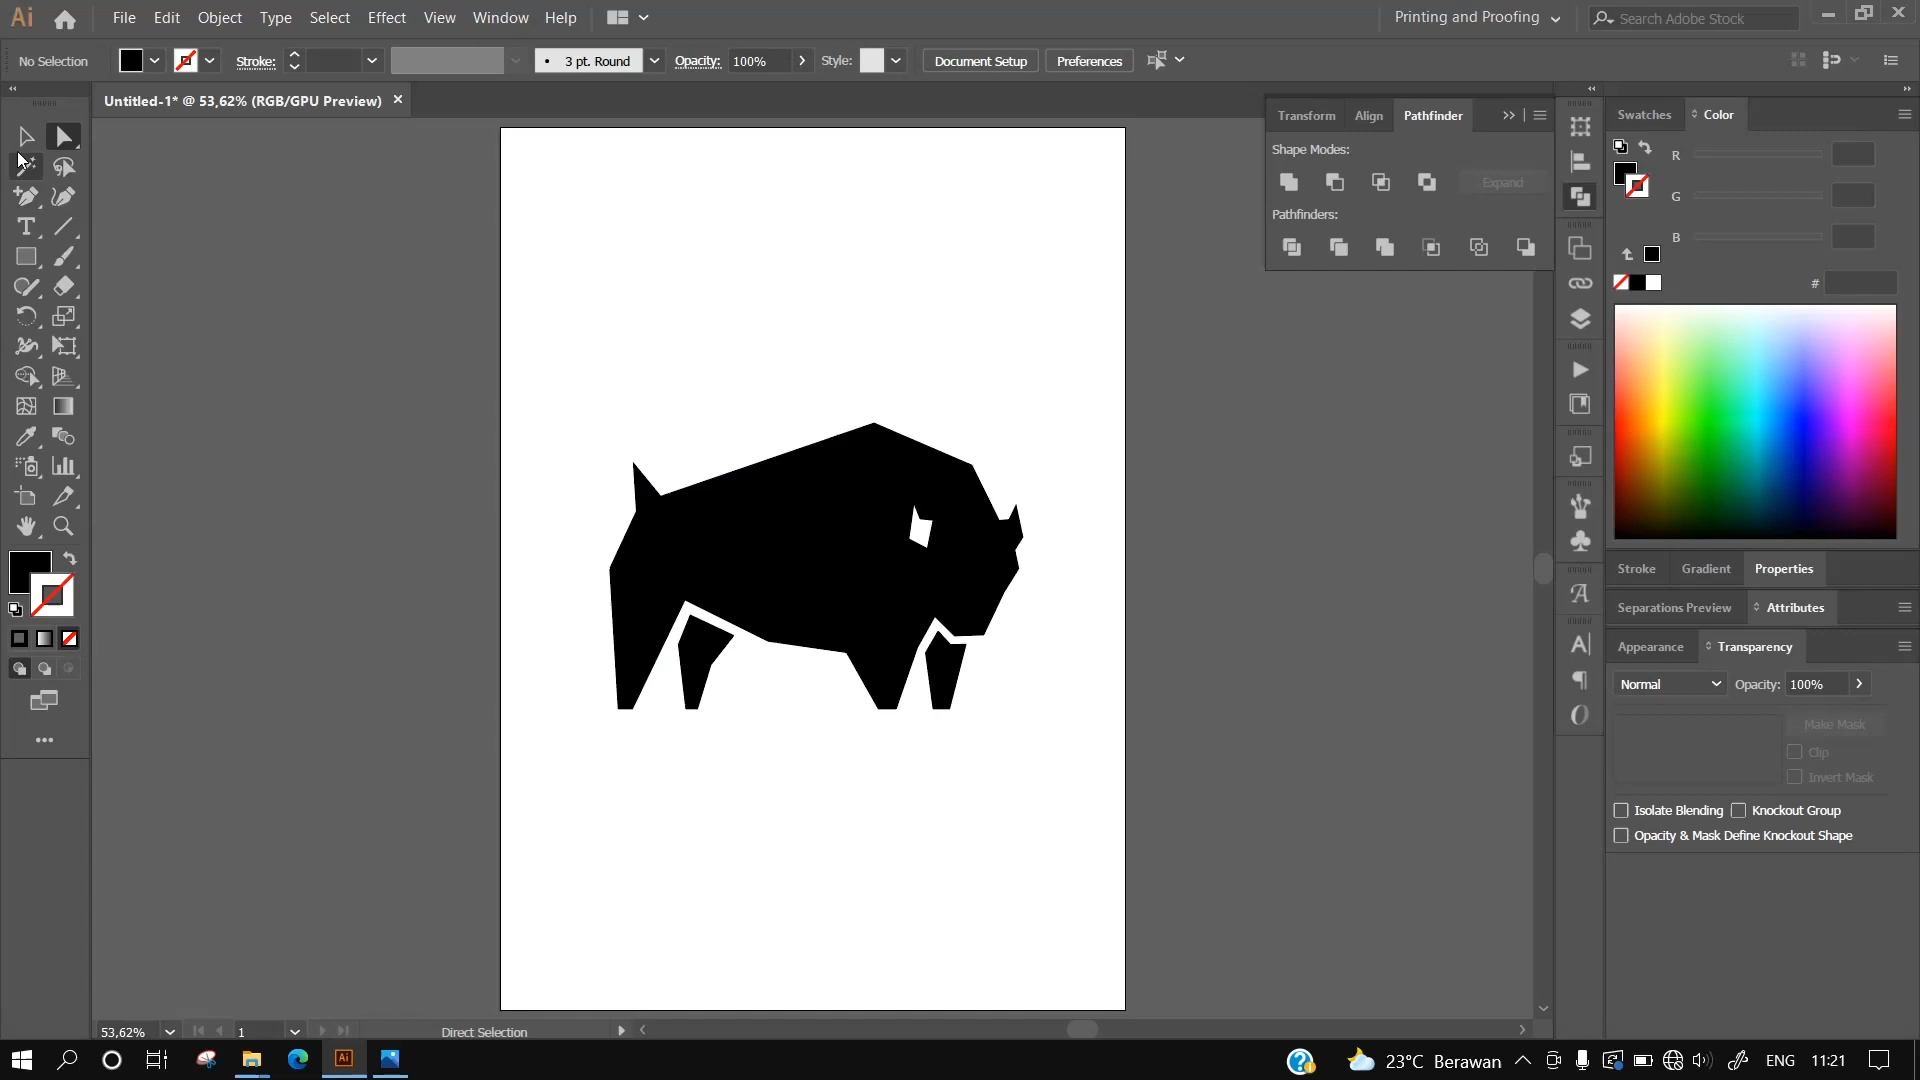 Ai File Edit Object Type Select Effect View Window Help Printing and Proofing Search Adobe Stock
No Selection Stroke: 3 pt. Round Opacity: 100% Style: Document Setup Preferences
Untitled-1* @ 53,62% (RGB/GPU Preview)
Transform Align Pathfinder
Shape Modes:
Expand
Pathfinders:
Swatches Color
R
G
B
#
Stroke Gradient Properties
Separations Preview Attributes
Appearance Transparency
Normal Opacity: 100%
Make Mask
Clip
Invert Mask
Isolate Blending Knockout Group
Opacity & Mask Define Knockout Shape
53,62% 1 Direct Selection
Ai 23°C Berawan ENG 11:21